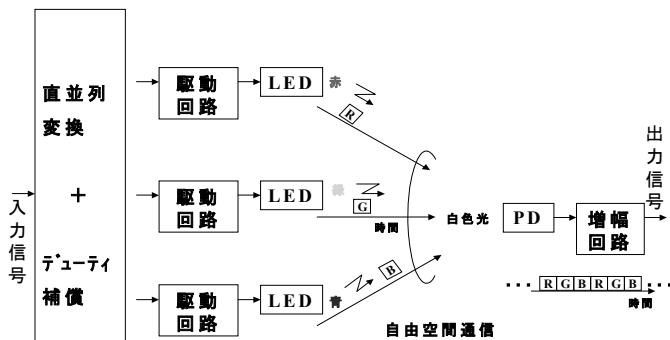 入力信号
直並列
変換
+
デューティ
補償
駆動
回路
LED
赤
R
駆動
回路
LED
緑
G
時間
駆動
回路
LED
青
B
白色光
自由空間通信
PD
増幅
回路
出力信号
・・・RGBRGB・・・
時間